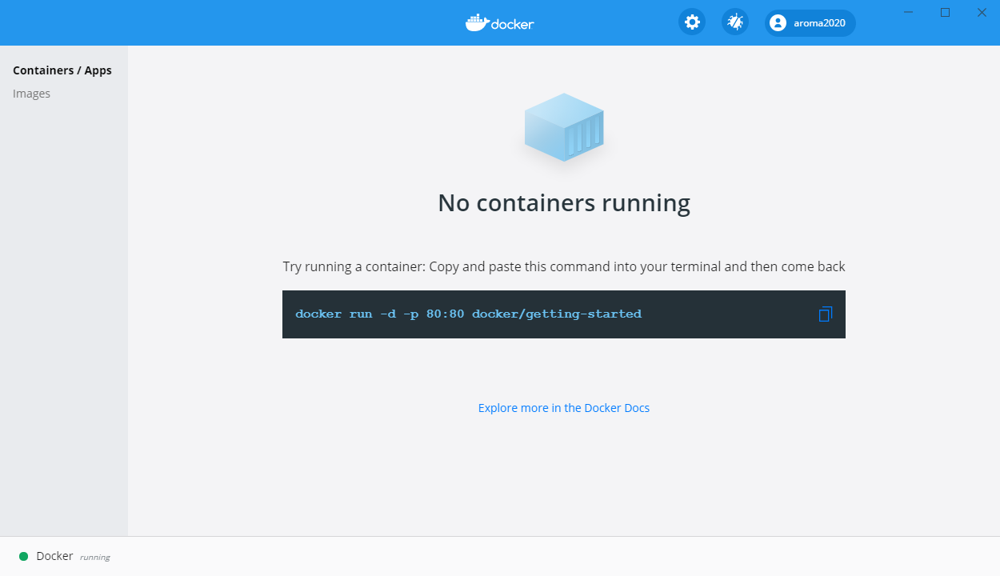 docker
aroma2020
Containers / Apps
Images
No containers running
Try running a container: Copy and paste this command into your terminal and then come back
docker run -d -p 80:80 docker/getting-started
Explore more in the Docker Docs
Docker running